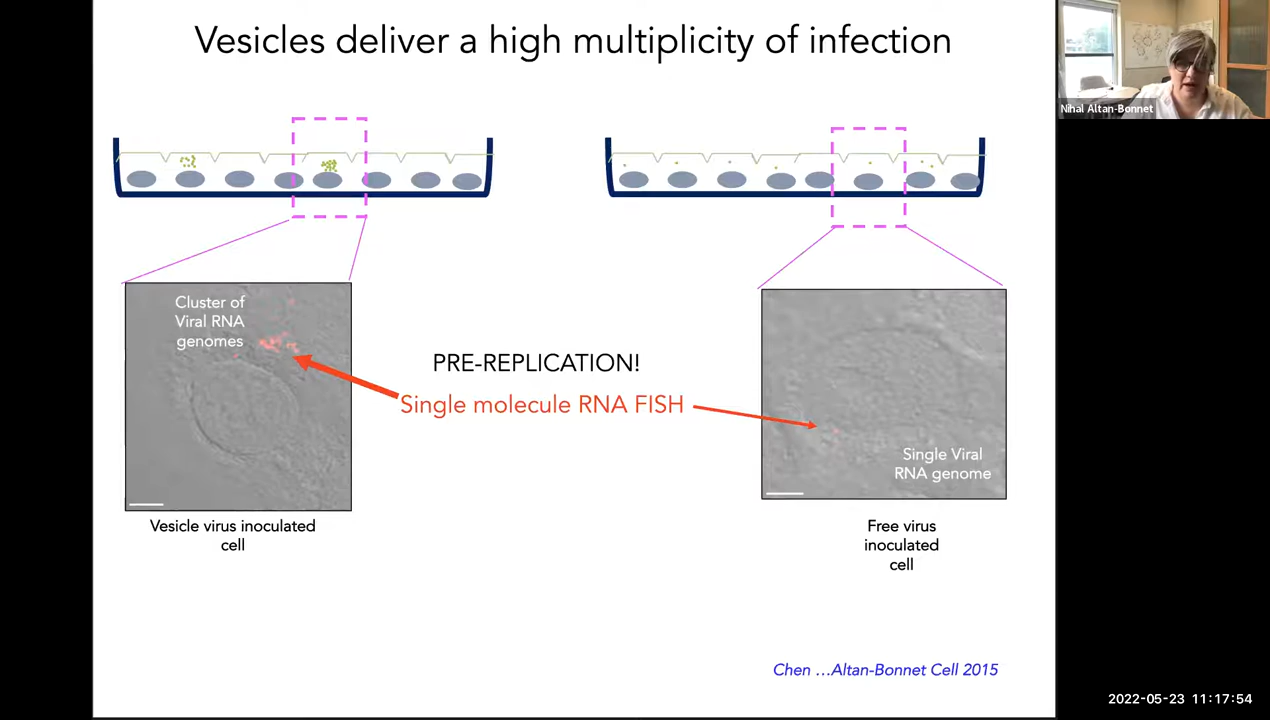 Vesicles deliver a high multiplicity of infection
Nihal Altan-Bonnet
Cluster of
Viral RNA
genomes
PRE-REPLICATION!
Single molecule RNA FISH
Single Viral
RNA genome
Vesicle virus inoculated
cell
Free virus
inoculated
cell
Chen ...Altan-Bonnet Cell 2015
2022-05-23 11:17:54